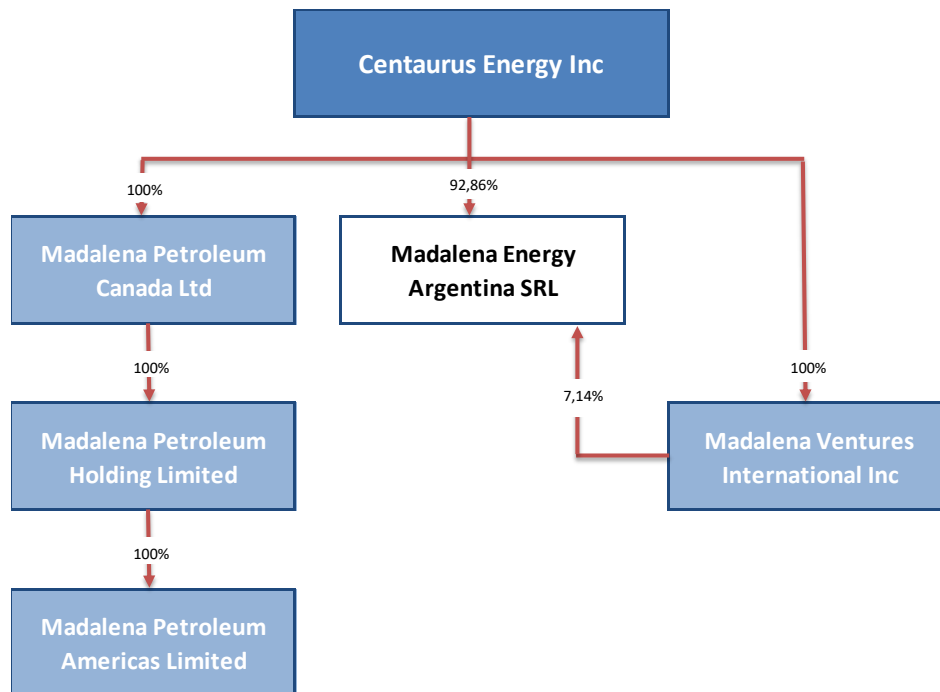 Centaurus Energy Inc
100%
92,86%
Madalena Petroleum
Canada Ltd
Madalena Energy
Argentina SRL
100%
7,14%
100%
Madalena Petroleum
Holding Limited
Madalena Ventures
International Inc
100%
Madalena Petroleum
Americas Limited